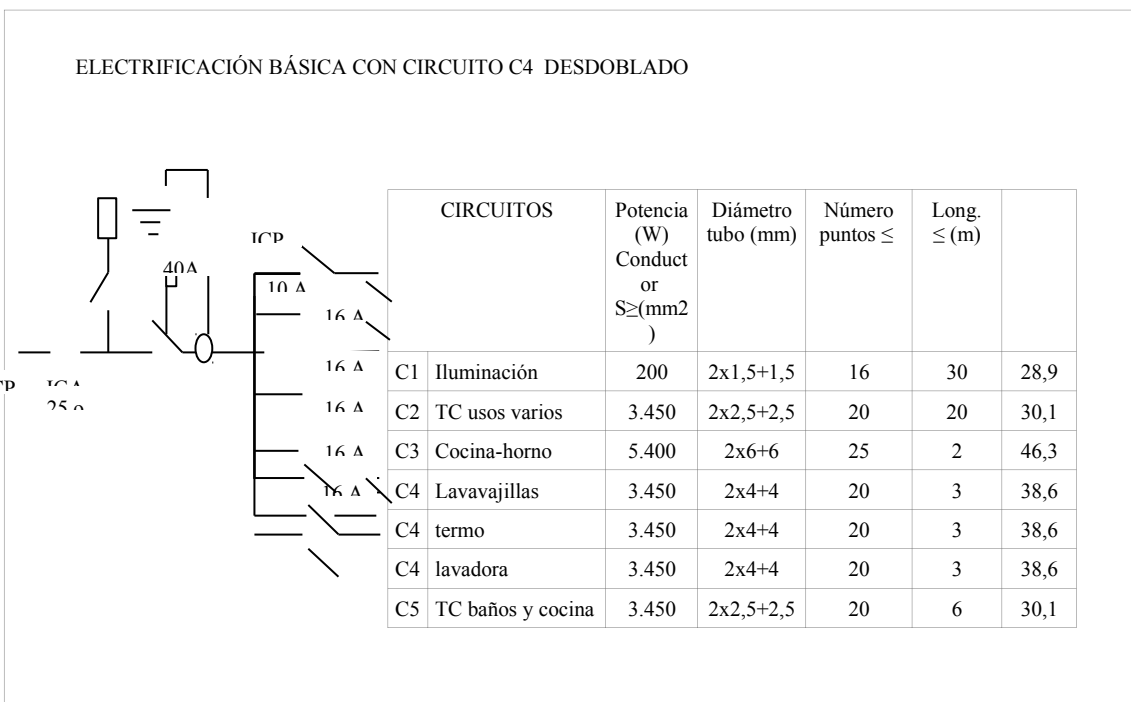 ELECTRIFICACIÓN BÁSICA CON CIRCUITO C4 DESDOBLADO
ICP
40A
10 A
16 A
16 A
16 A
16 A
16 A
IGA
25 o
CIRCUITOS
Potencia
(W)
Conduct
or
S≥(mm2
)
Diámetro
tubo (mm)
Número
puntos ≤
Long.
≤ (m)
C1 Iluminación 200 2x1,5+1,5 16 30 28,9
C2 TC usos varios 3.450 2x2,5+2,5 20 20 30,1
C3 Cocina-horno 5.400 2x6+6 25 2 46,3
C4 Lavavajillas 3.450 2x4+4 20 3 38,6
C4 termo 3.450 2x4+4 20 3 38,6
C4 lavadora 3.450 2x4+4 20 3 38,6
C5 TC baños y cocina 3.450 2x2,5+2,5 20 6 30,1